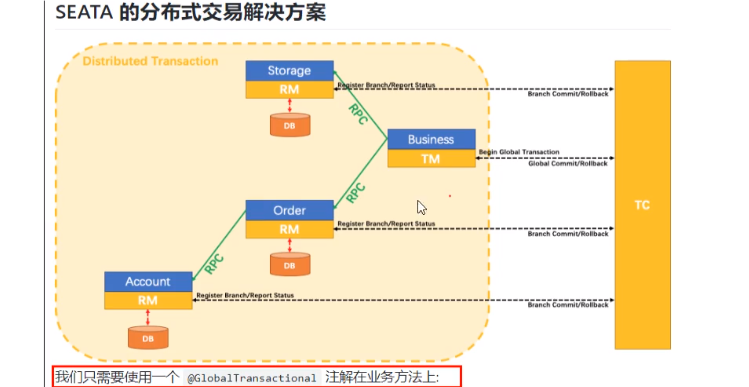 SEATA 的分布式交易解决方案
Distributed Transaction
Storage
RM
DB
Register Branch/Report Status
Branch Commit/Rollback
RPC
Business
TM
Begin Global Transaction
Global Commit/Rollback
TC
RPC
Order
RM
DB
Register Branch/Report Status
Branch Commit/Rollback
RPC
Account
RM
DB
Register Branch/Report Status
Branch Commit/Rollback
我们只需要使用一个 @GlobalTransactional 注解在业务方法上: